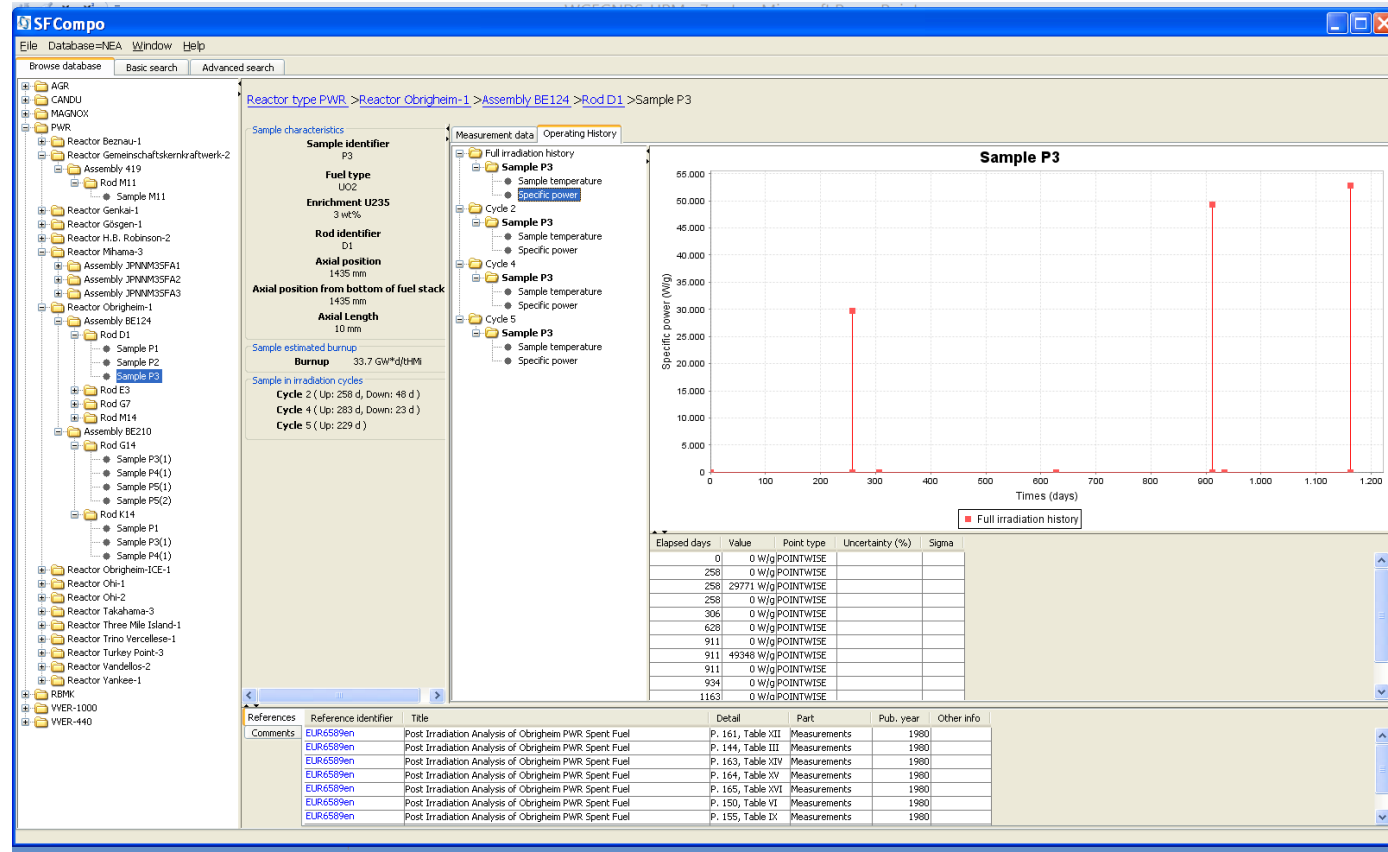 SFCompo
File Database=NEA Window Help
Browse database Basic search Advanced search
AGR
CANDU
MAGNOX
PWR
Reactor Beznau-1
Reactor Gemeinschaftskernkraftwerk-2
Assembly 419
Rod M11
Sample M11
Reactor Genkai-1
Reactor Gösgen-1
Reactor H.B. Robinson-2
Reactor Mihama-3
Assembly JPNNM3SFA1
Assembly JPNNM3SFA2
Assembly JPNNM3SFA3
Reactor Obrigheim-1
Assembly BE124
Rod D1
Sample P1
Sample P2
Sample P3
Rod E3
Rod G7
Rod M14
Assembly BE210
Rod G14
Sample P3(1)
Sample P4(1)
Sample P5(1)
Sample P5(2)
Rod K14
Sample P1
Sample P3(1)
Sample P4(1)
Reactor Obrigheim-ICE-1
Reactor Ohi-1
Reactor Ohi-2
Reactor Takahama-3
Reactor Three Mile Island-1
Reactor Trino Vercellese-1
Reactor Turkey Point-3
Reactor Vandellos-2
Reactor Yankee-1
RBMK
VVER-1000
VVER-440
Reactor type PWR >Reactor Obrigheim-1 >Assembly BE124 >Rod D1 >Sample P3
Sample characteristics
Sample identifier
P3
Fuel type
UO2
Enrichment U235
3 wt%
Rod identifier
D1
Axial position
1435 mm
Axial position from bottom of fuel stack
1435 mm
Axial Length
10 mm
Sample estimated burnup
Burnup 33.7 GW*d/tHMi
Sample in irradiation cycles
Cycle 2 ( Up: 258 d, Down: 48 d )
Cycle 4 ( Up: 283 d, Down: 23 d )
Cycle 5 ( Up: 229 d )
Measurement data Operating History
Full irradiation history
Sample P3
Sample temperature
Specific power
Cycle 2
Sample P3
Sample temperature
Specific power
Cycle 4
Sample P3
Sample temperature
Specific power
Cycle 5
Sample P3
Sample temperature
Specific power
Sample P3
Specific power (W/g)
55.000
50.000
45.000
40.000
35.000
30.000
25.000
20.000
15.000
10.000
5.000
0
0 100 200 300 400 500 600 700 800 900 1.000 1.100 1.200
Times (days)
Full irradiation history
Elapsed days Value Point type Uncertainty (%) Sigma
0 0 W/g POINTWISE
258 0 W/g POINTWISE
258 29771 W/g POINTWISE
258 0 W/g POINTWISE
306 0 W/g POINTWISE
628 0 W/g POINTWISE
911 0 W/g POINTWISE
911 49348 W/g POINTWISE
911 0 W/g POINTWISE
934 0 W/g POINTWISE
1163 0 W/g POINTWISE
References Comments
Reference identifier Title Detail Part Pub. year Other info
EUR6589en Post Irradiation Analysis of Obrigheim PWR Spent Fuel P. 161, Table XII Measurements 1980
EUR6589en Post Irradiation Analysis of Obrigheim PWR Spent Fuel P. 144, Table III Measurements 1980
EUR6589en Post Irradiation Analysis of Obrigheim PWR Spent Fuel P. 163, Table XIV Measurements 1980
EUR6589en Post Irradiation Analysis of Obrigheim PWR Spent Fuel P. 164, Table XV Measurements 1980
EUR6589en Post Irradiation Analysis of Obrigheim PWR Spent Fuel P. 165, Table XVI Measurements 1980
EUR6589en Post Irradiation Analysis of Obrigheim PWR Spent Fuel P. 150, Table VI Measurements 1980
EUR6589en Post Irradiation Analysis of Obrigheim PWR Spent Fuel P. 155, Table IX Measurements 1980